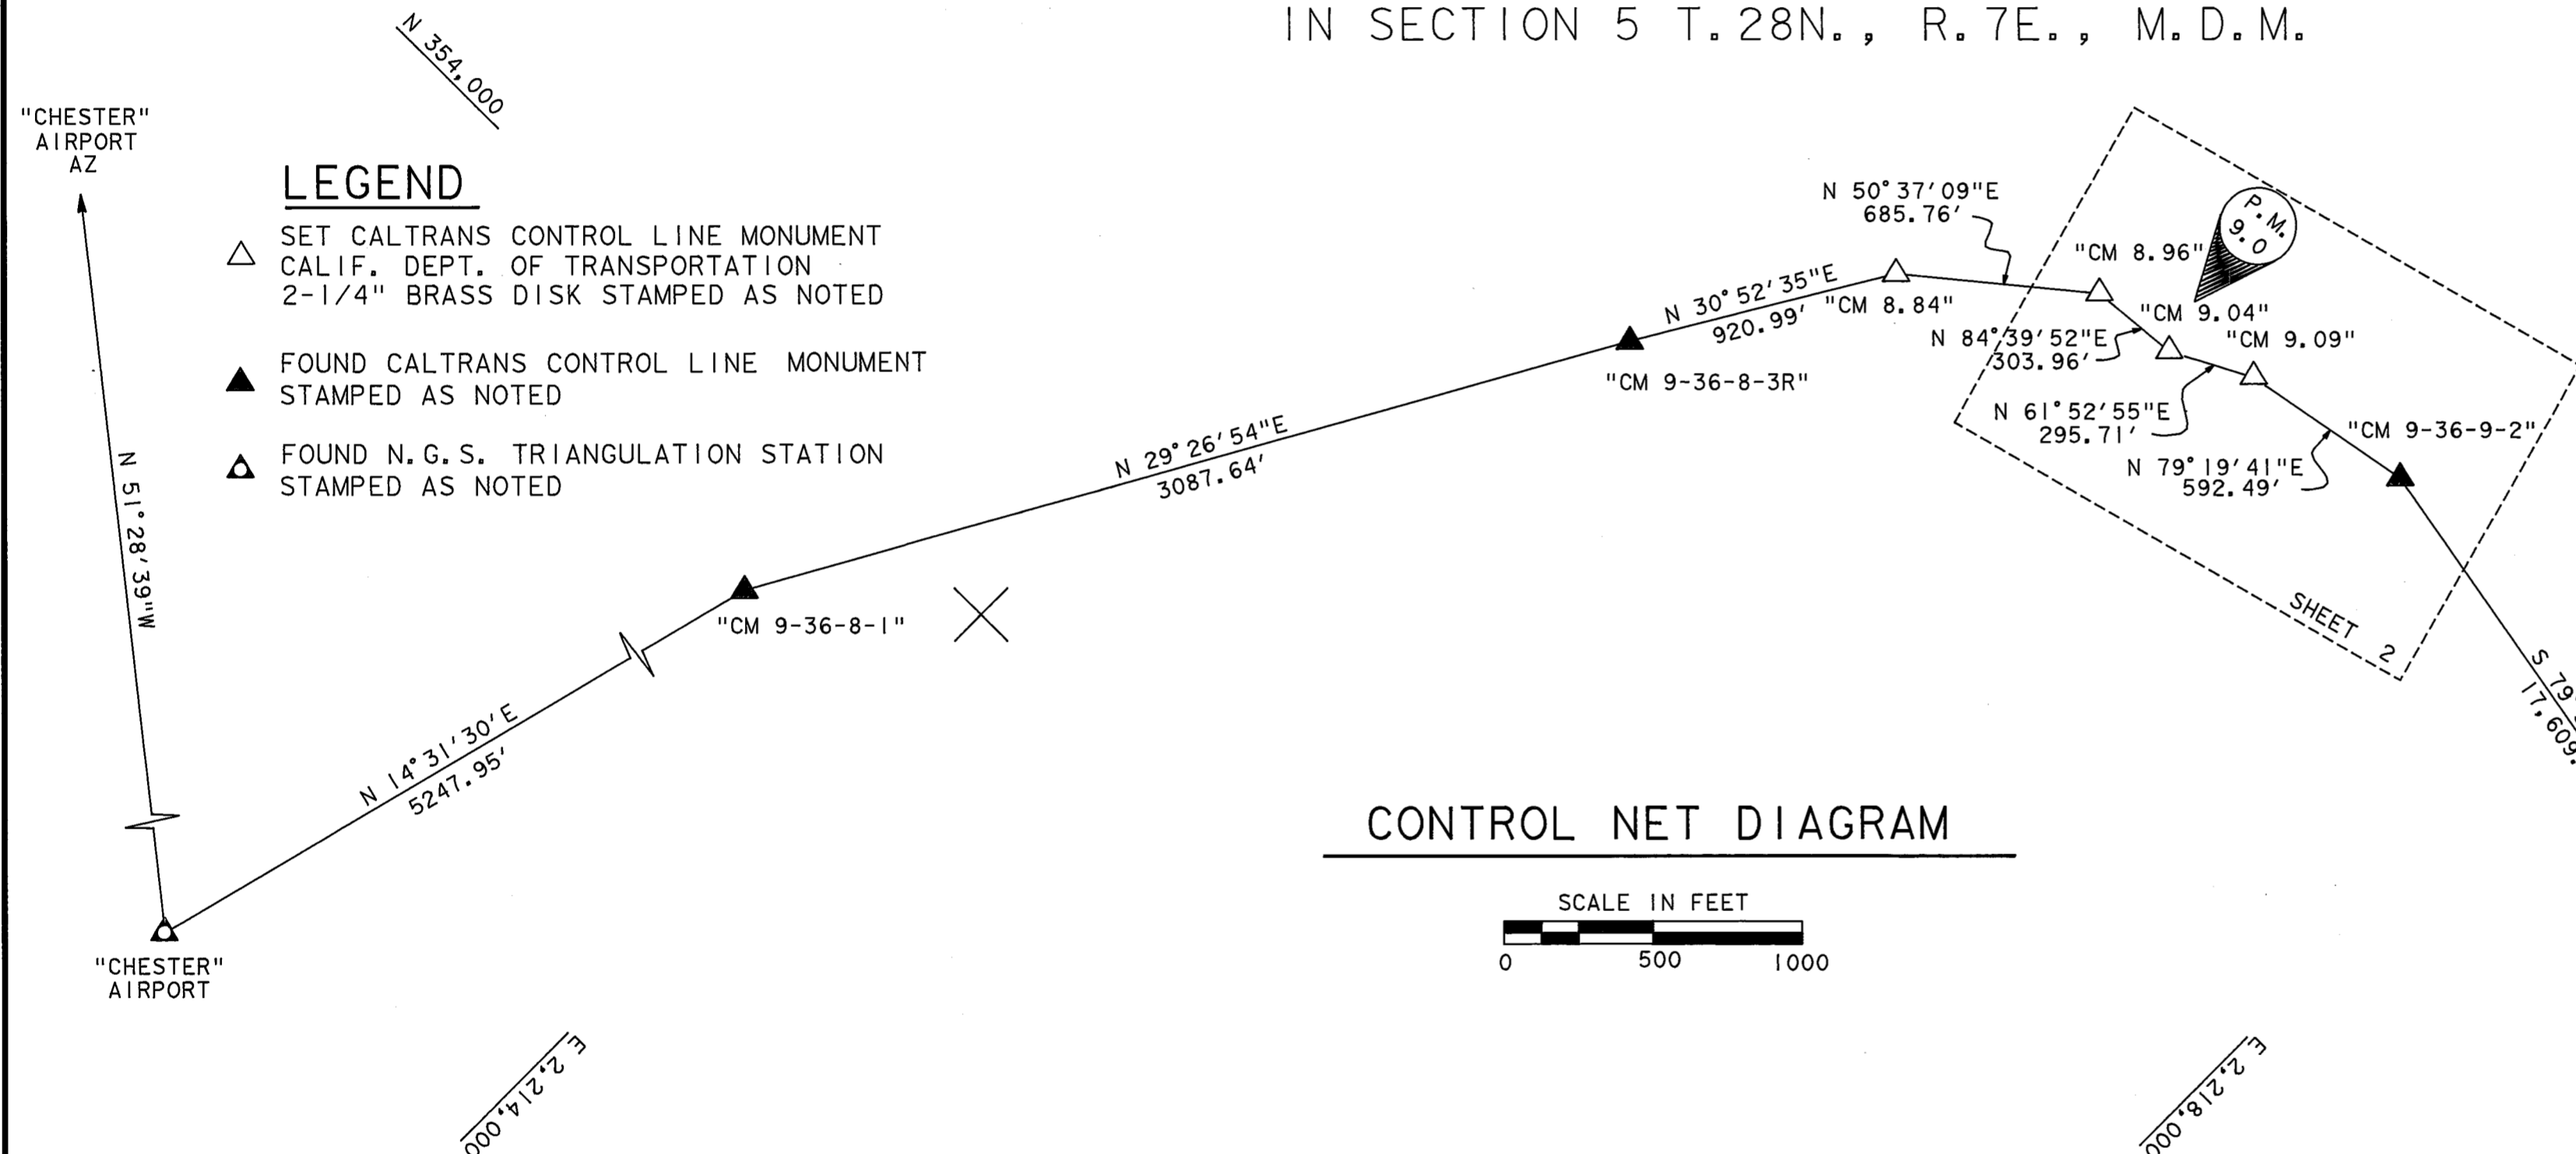 IN SECTION 5 T.28N., R.7E., M.D.M.
N 354,000
"CHESTER"
AIRPORT
AZ
LEGEND
SET CALTRANS CONTROL LINE MONUMENT
CALIF. DEPT. OF TRANSPORTATION
2-1/4" BRASS DISK STAMPED AS NOTED
FOUND CALTRANS CONTROL LINE MONUMENT
STAMPED AS NOTED
FOUND N.G.S. TRIANGULATION STATION
STAMPED AS NOTED
N 51°28'39"W
"CHESTER"
AIRPORT
N 14°31'30'E
5247.95'
"CM 9-36-8-1"
N 29°26'54"E
3087.64'
"CM 9-36-8-3R"
N 30°52'35"E
920.99'
"CM 8.84"
N 50°37'09"E
685.76'
"CM 8.96"
P.M.
9.0
"CM 9.04"
N 84°39'52"E
303.96'
"CM 9.09"
N 61°52'55"E
295.71'
"CM 9-36-9-2"
N 79°19'41"E
592.49'
SHEET 2
S 79°
17,609.
CONTROL NET DIAGRAM
SCALE IN FEET
0 500 1000
E 2,214,000
E 2,218,000